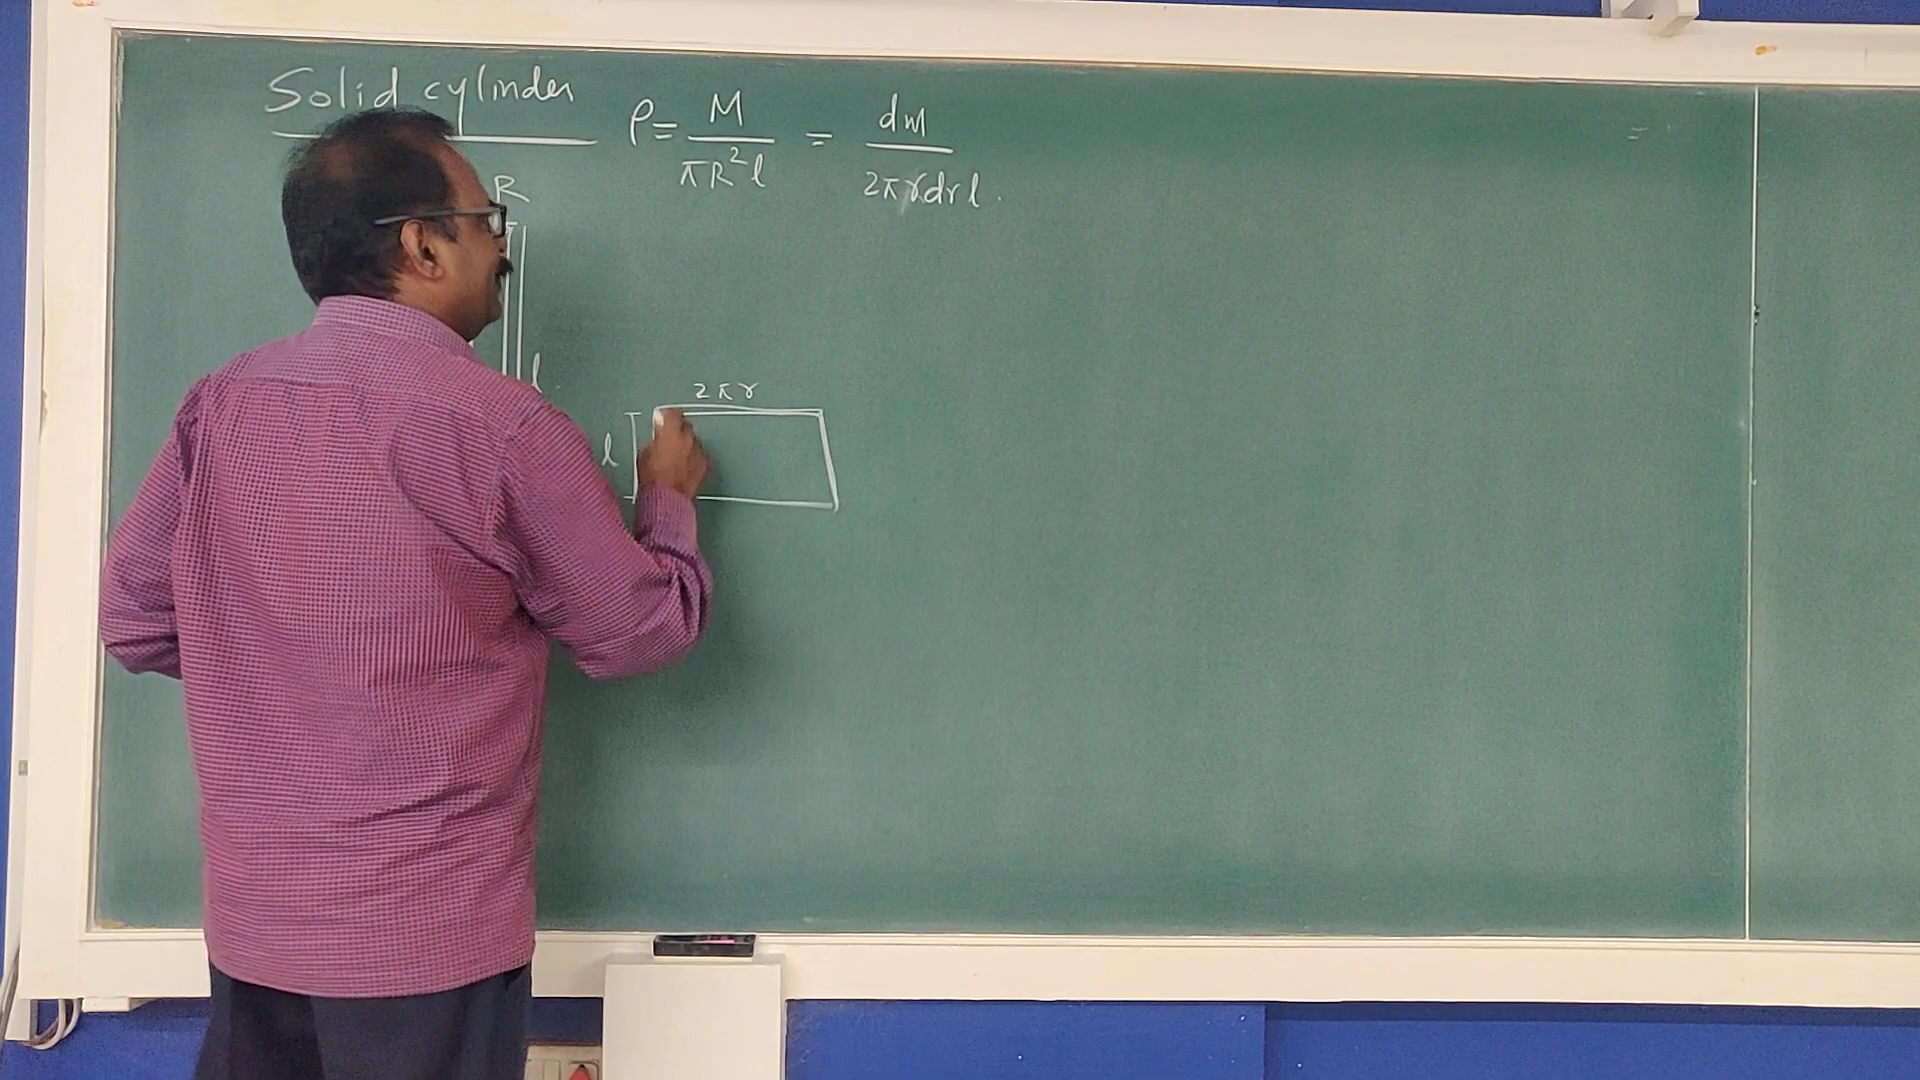 Solid cylinder
ρ = M / πR²l = dM / 2πrdrl.
R
l.
2πr
l